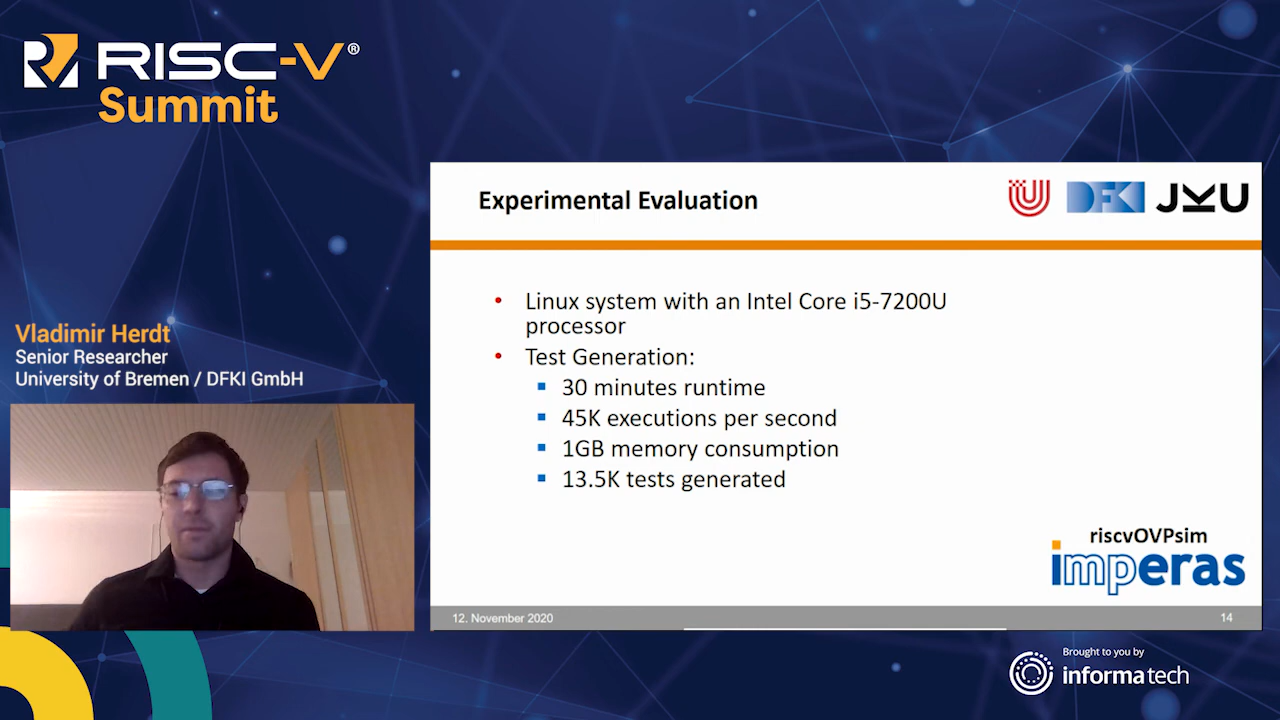 RISC-V®
Summit
Vladimir Herdt
Senior Researcher
University of Bremen / DFKI GmbH
Experimental Evaluation
DFKI
JKU
• Linux system with an Intel Core i5-7200U
processor
• Test Generation:
30 minutes runtime
45K executions per second
1GB memory consumption
13.5K tests generated
riscvOVPsim
imperas
12. November 2020
14
Brought to you by
informa tech